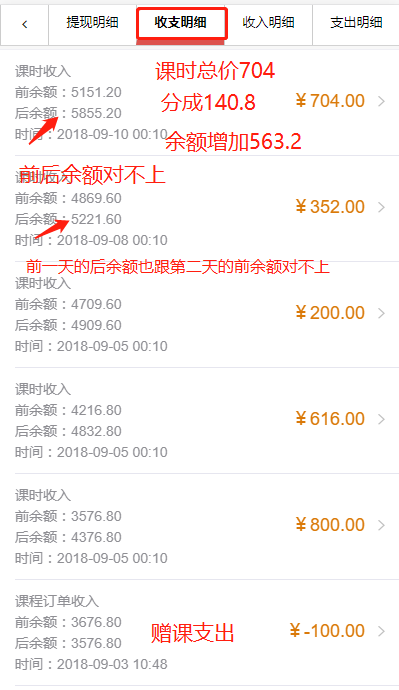 ‹ 提现明细 收支明细 收入明细 支出明细
课时收入
前余额：5151.20
后余额：5855.20
时间：2018-09-10 00:10
￥704.00
课时总价704
分成140.8
余额增加563.2
前后余额对不上
课时收入
前余额：4869.60
后余额：5221.60
时间：2018-09-08 00:10
￥352.00
前一天的后余额也跟第二天的前余额对不上
课时收入
前余额：4709.60
后余额：4909.60
时间：2018-09-05 00:10
￥200.00
课时收入
前余额：4216.80
后余额：4832.80
时间：2018-09-05 00:10
￥616.00
课时收入
前余额：3576.80
后余额：4376.80
时间：2018-09-05 00:10
￥800.00
课程订单收入
前余额：3676.80
后余额：3576.80
时间：2018-09-03 10:48
￥-100.00
赠课支出